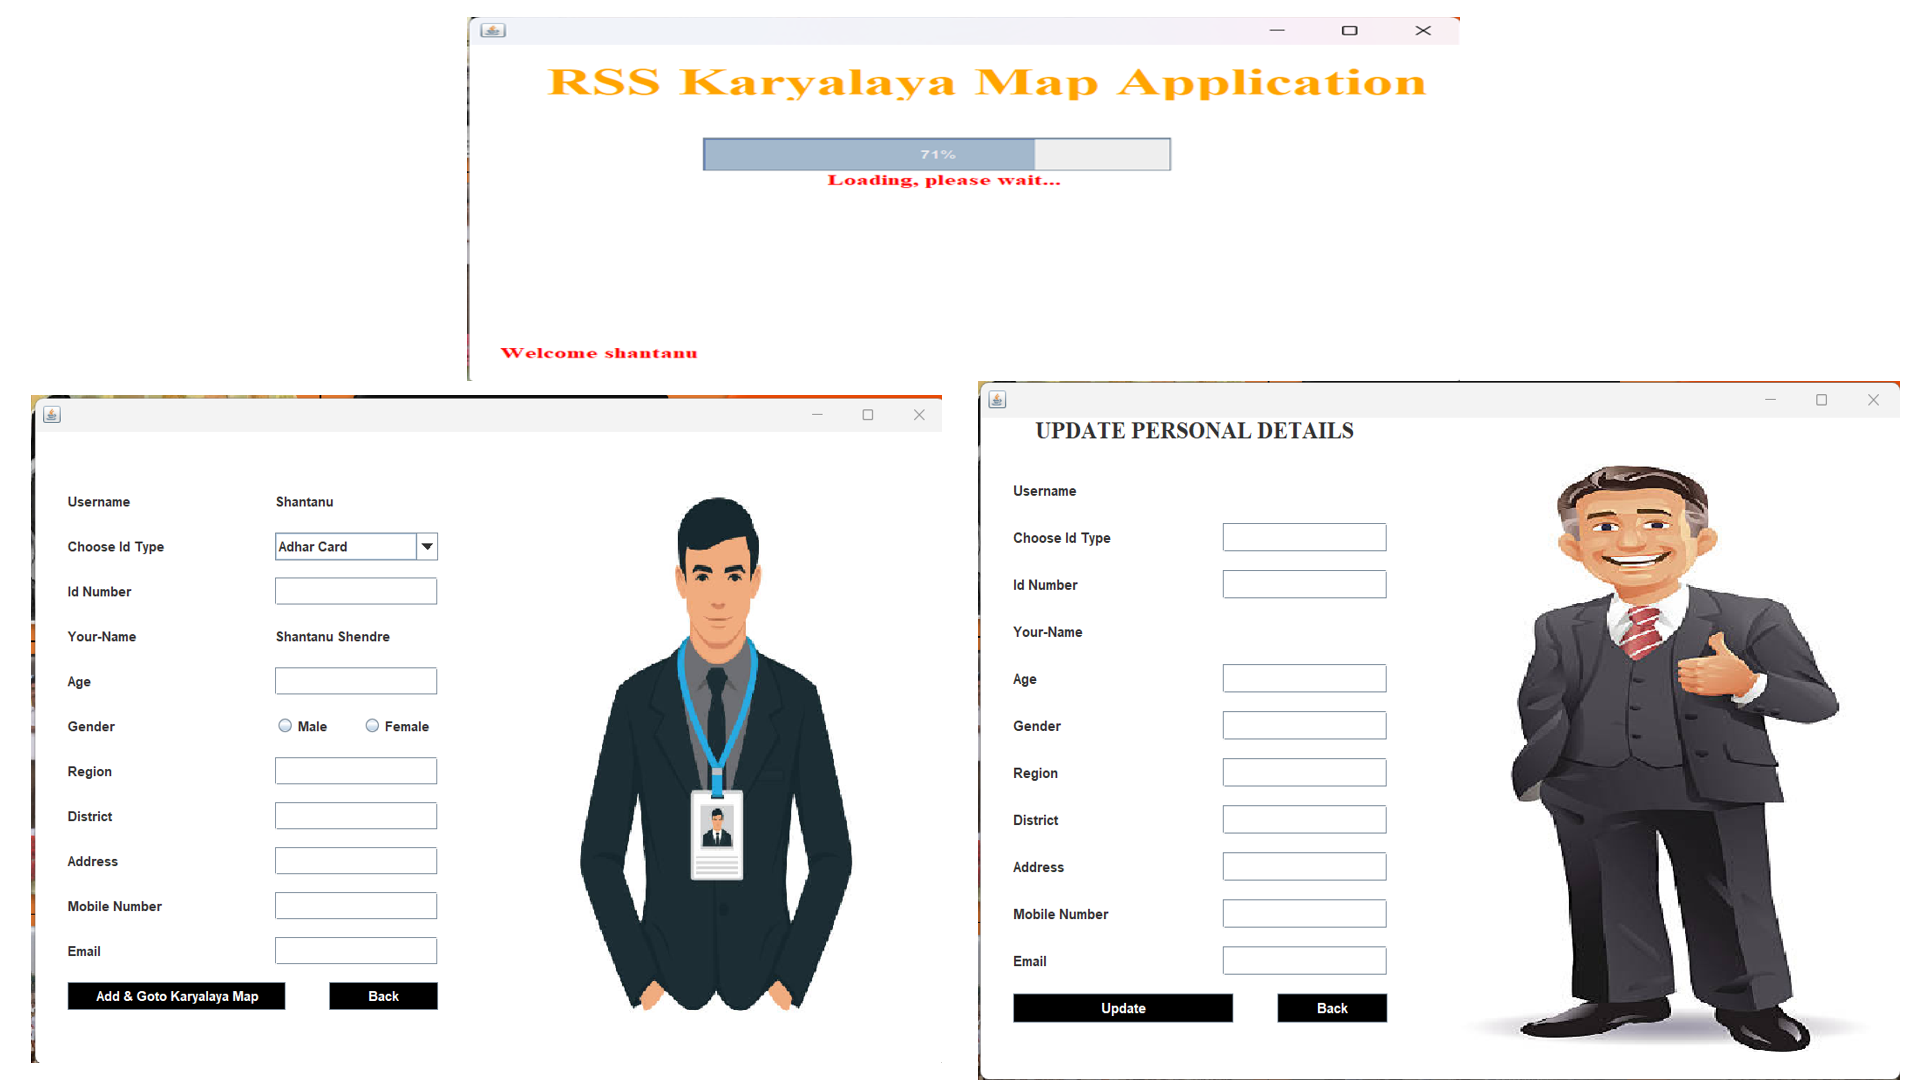 RSS Karyalaya Map Application
71%
Loading, please wait...
Welcome shantanu
Username Shantanu
Choose Id Type Adhar Card
Id Number
Your-Name Shantanu Shendre
Age
Gender Male Female
Region
District
Address
Mobile Number
Email
Add & Goto Karyalaya Map Back
UPDATE PERSONAL DETAILS
Username
Choose Id Type
Id Number
Your-Name
Age
Gender
Region
District
Address
Mobile Number
Email
Update Back